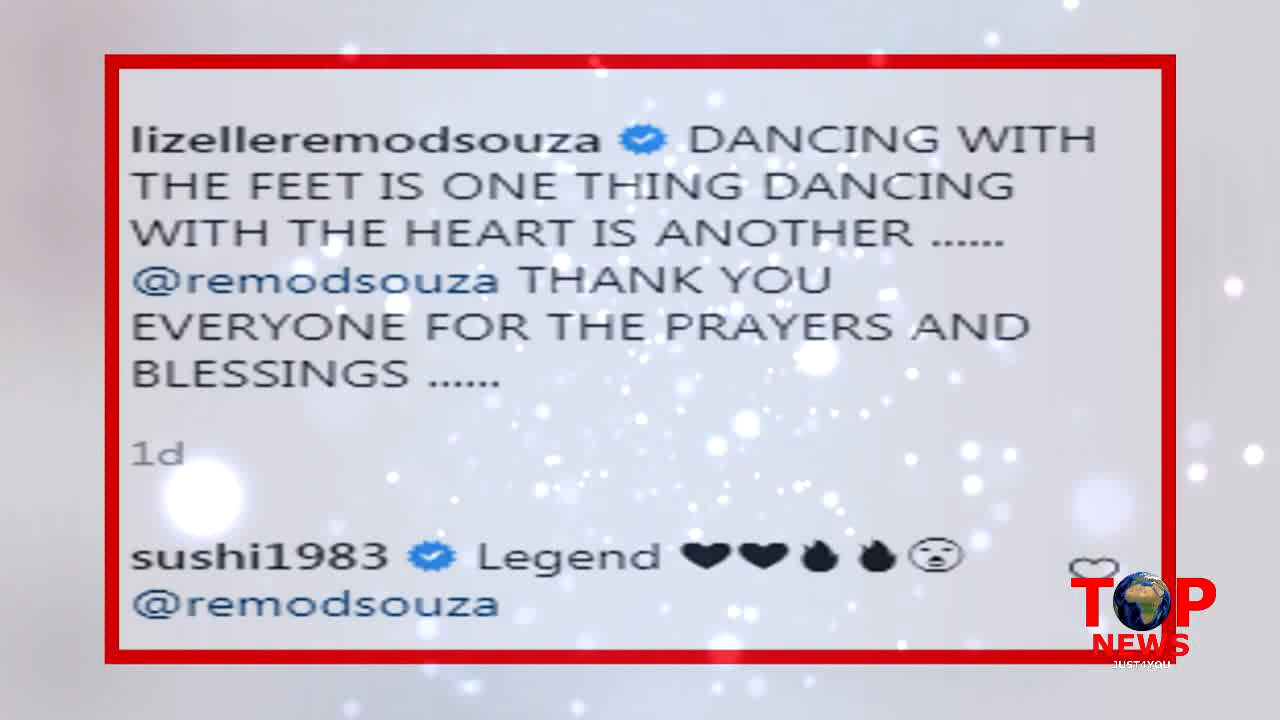 lizelleremodsouza DANCING WITH
THE FEET IS ONE THING DANCING
WITH THE HEART IS ANOTHER ......
@remodsouza THANK YOU
EVERYONE FOR THE PRAYERS AND
BLESSINGS ......
1d
sushi1983 Legend 🖤🖤🔥🔥😪
@remodsouza
TOP
NEWS
JUST4YOU